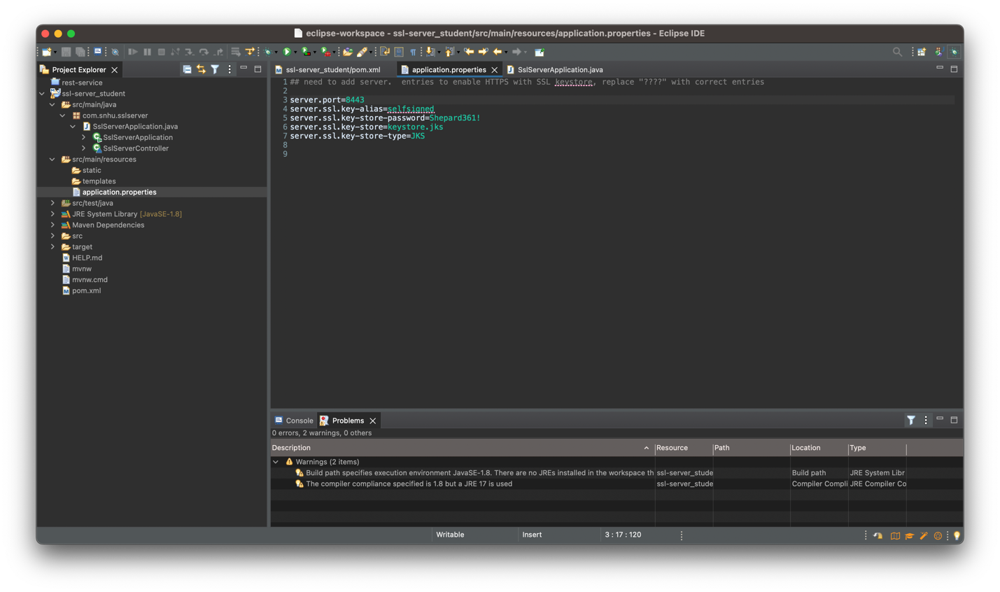 eclipse-workspace - ssl-server_student/src/main/resources/application.properties - Eclipse IDE
Project Explorer
rest-service
ssl-server_student
src/main/java
com.snhu.sslserver
SslServerApplication.java
SslServerApplication
SslServerController
src/main/resources
static
templates
application.properties
src/test/java
JRE System Library [JavaSE-1.8]
Maven Dependencies
src
target
HELP.md
mvnw
mvnw.cmd
pom.xml
ssl-server_student/pom.xml
application.properties
SslServerApplication.java
1 ## need to add server.  entries to enable HTTPS with SSL keystore, replace "????" with correct entries
2
3 server.port=8443
4 server.ssl.key-alias=selfsigned
5 server.ssl.key-store-password=Shepard361!
6 server.ssl.key-store=keystore.jks
7 server.ssl.key-store-type=JKS
8
9
Console
Problems
0 errors, 2 warnings, 0 others
Description Resource Path Location Type
Warnings (2 items)
Build path specifies execution environment JavaSE-1.8. There are no JREs installed in the workspace th ssl-server_stude Build path JRE System Libr
The compiler compliance specified is 1.8 but a JRE 17 is used ssl-server_stude Compiler Compli JRE Compiler Co
Writable Insert 3 : 17 : 120